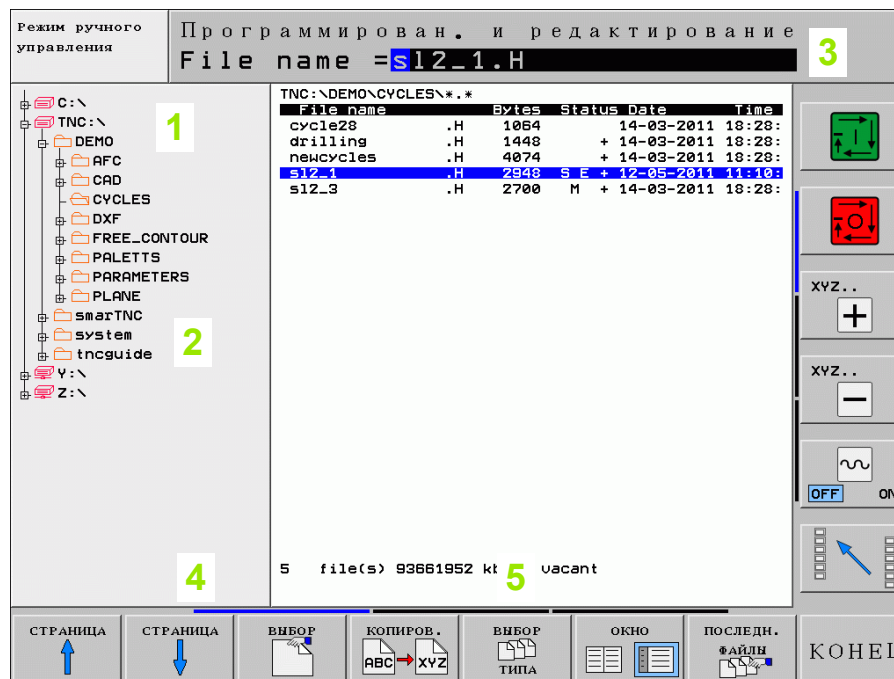 Режим ручного
управления
Программирован. и редактирование
File name =sl2_1.H
3
C:\
TNC:\
1
DEMO
AFC
CAD
CYCLES
DXF
FREE_CONTOUR
PALETTS
PARAMETERS
PLANE
smarTNC
system
2
tncguide
Y:\
Z:\
TNC:\DEMO\CYCLES\*.*
File name Bytes Status Date Time
cycle28 .H 1064 14-03-2011 18:28:
drilling .H 1448 + 14-03-2011 18:28:
newcycles .H 4074 + 14-03-2011 18:28:
sl2_1 .H 2948 S E + 12-05-2011 11:10:
sl2_3 .H 2700 M + 14-03-2011 18:28:
5 file(s) 93661952 vacant
4
5
XYZ..
+
XYZ..
−
OFF ON
СТРАНИЦА
СТРАНИЦА
ВЫБОР
КОПИРОВ.
ABC XYZ
ВЫБОР
ТИПА
ОКНО
ПОСЛЕДН.
ФАЙЛЫ
КОНЕЦ